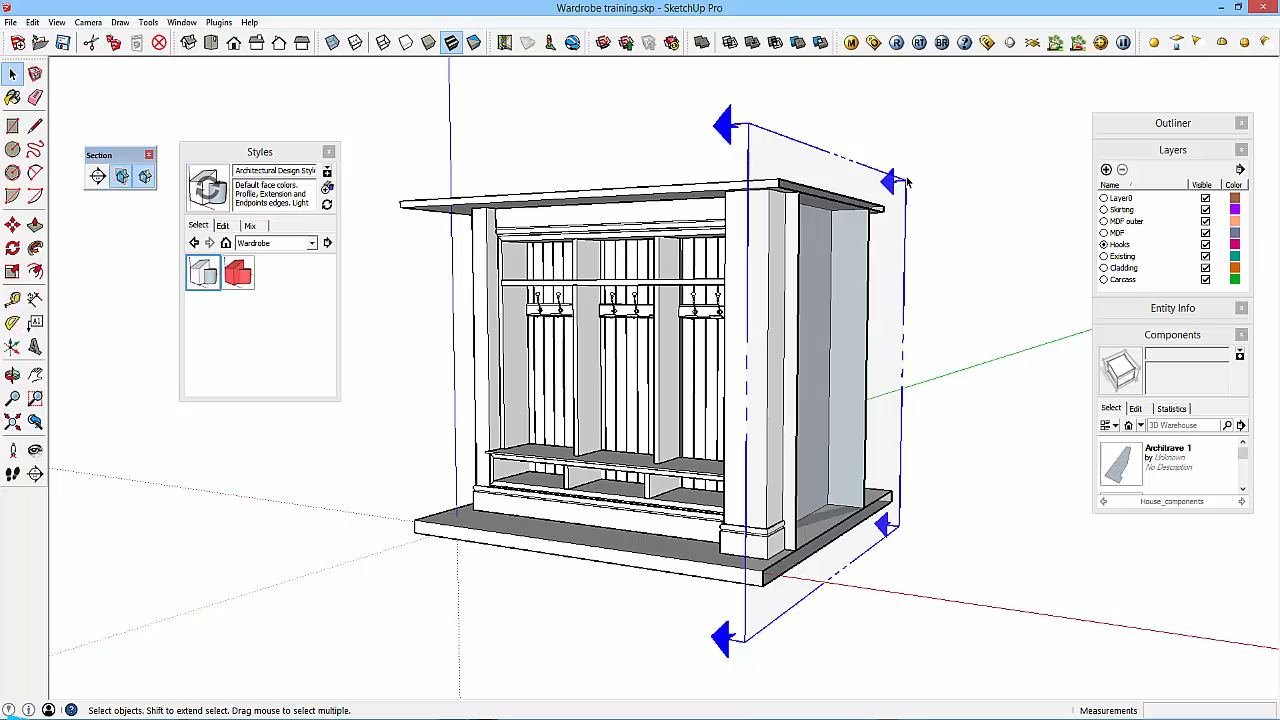 Wardrobe training.skp - SketchUp Pro
File Edit View Camera Draw Tools Window Plugins Help
M R RT BR
Section
Styles
Architectural Design Style
Default face colors.
Profile, Extension and
Endpoints edges. Light
Select Edit Mix
Wardrobe
Outliner
Layers
Name Visible Color
Layer0
Skirting
MDF outer
MDF
Hooks
Existing
Cladding
Carcass
Entity Info
Components
Select Edit Statistics
3D Warehouse
Architrave 1
by Unknown
No Description
House_components
Select objects. Shift to extend select. Drag mouse to select multiple.
Measurements